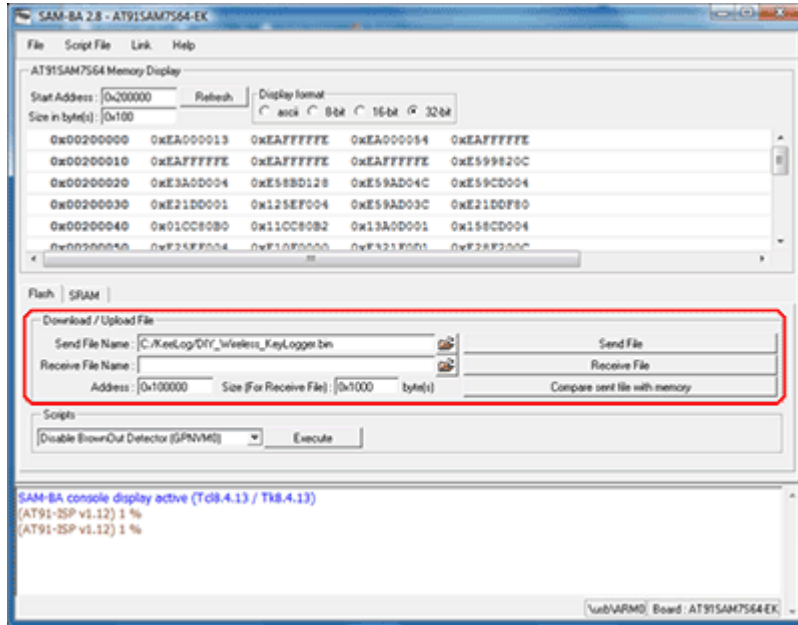 SAM-BA 2.8 - AT91SAM7S64-EK
File Script File Link Help
AT91SAM7S64 Memory Display
Start Address : 0x200000 Refresh Display format
Size in byte(s) : 0x100 ascii 8-bit 16-bit 32-bit
0x00200000 0xEA000013 0xEAFFFFFE 0xEA000054 0xEAFFFFFE
0x00200010 0xEAFFFFFE 0xEAFFFFFE 0xEAFFFFFE 0xE599820C
0x00200020 0xE3A0D004 0xE58BD128 0xE59AD04C 0xE59CD004
0x00200030 0xE21DD001 0x125EF004 0xE59AD03C 0xE21DDF80
0x00200040 0x01CC80B0 0x11CC80B2 0x13A0D001 0x158CD004
0x00200050 0xE25EF004 0xE10F0000 0xE321F0D1 0xE28F200C
Flash SRAM
Download / Upload File
Send File Name : C:/KeeLog/DIY_Wireless_KeyLogger.bin Send File
Receive File Name : Receive File
Address : 0x100000 Size (For Receive File) : 0x1000 byte(s) Compare sent file with memory
Scripts
Disable BrownOut Detector (GPNVM0) Execute
SAM-BA console display active (Tcl8.4.13 / Tk8.4.13)
(AT91-ISP v1.12) 1 %
(AT91-ISP v1.12) 1 %
\usb\ARM0 Board : AT91SAM7S64-EK